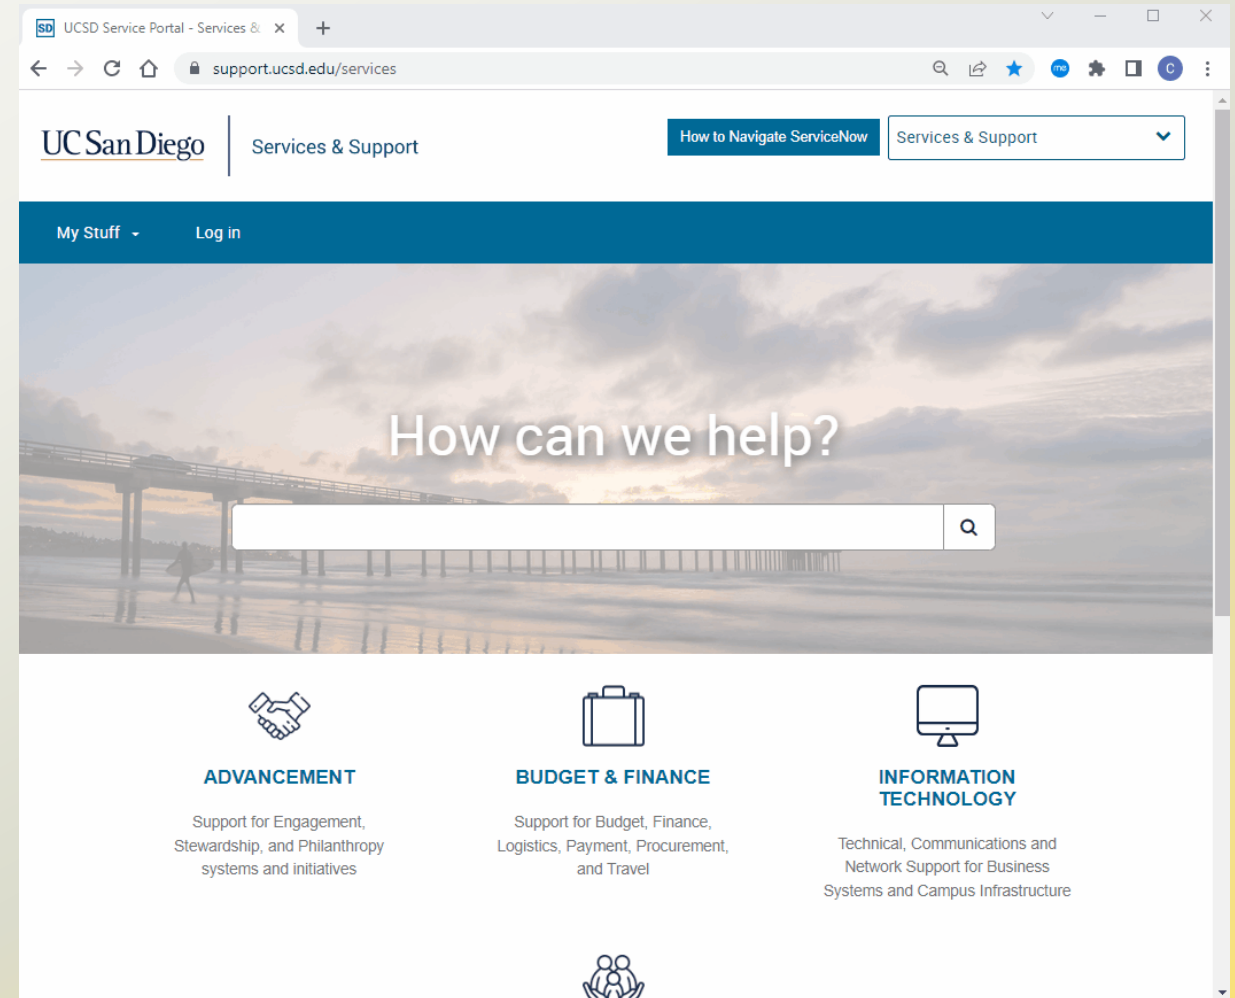 SD UCSD Service Portal - Services &
support.ucsd.edu/services
me
C
UC San Diego
Services & Support
How to Navigate ServiceNow
Services & Support
My Stuff
Log in
How can we help?
ADVANCEMENT
Support for Engagement,
Stewardship, and Philanthropy
systems and initiatives
BUDGET & FINANCE
Support for Budget, Finance,
Logistics, Payment, Procurement,
and Travel
INFORMATION
TECHNOLOGY
Technical, Communications and
Network Support for Business
Systems and Campus Infrastructure